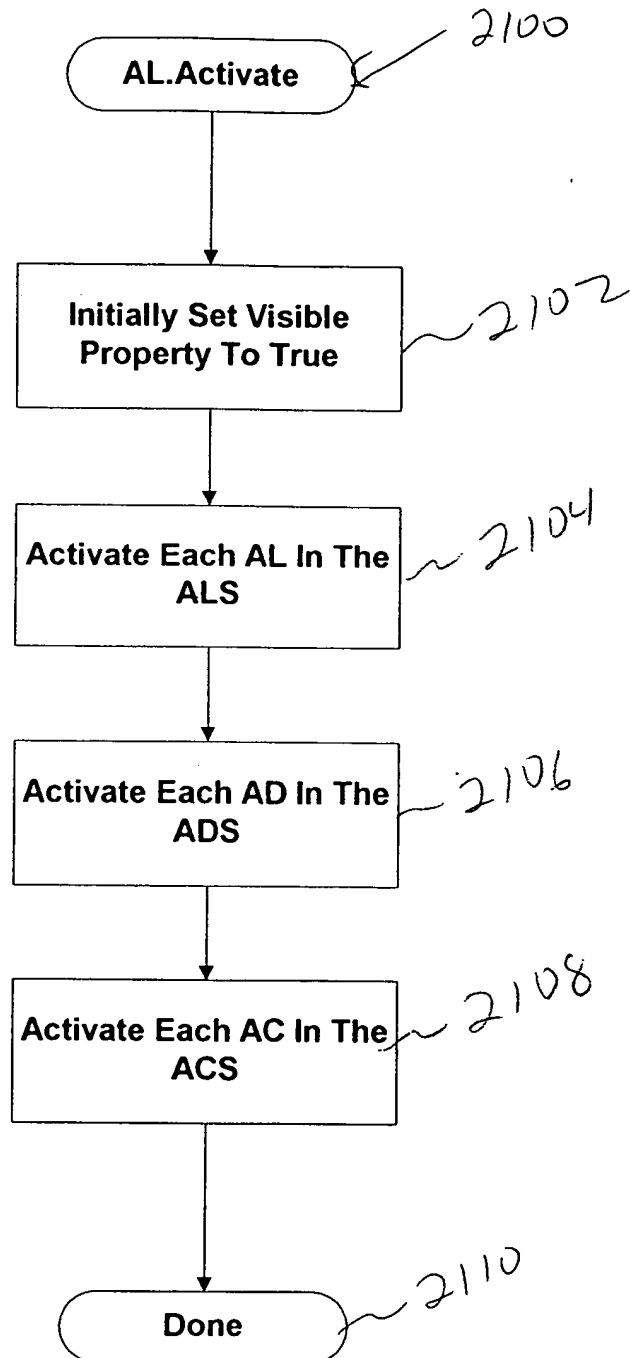 2100
AL.Activate
Initially Set Visible
Property To True
2102
Activate Each AL In The
ALS
2104
Activate Each AD In The
ADS
2106
Activate Each AC In The
ACS
2108
Done
2110